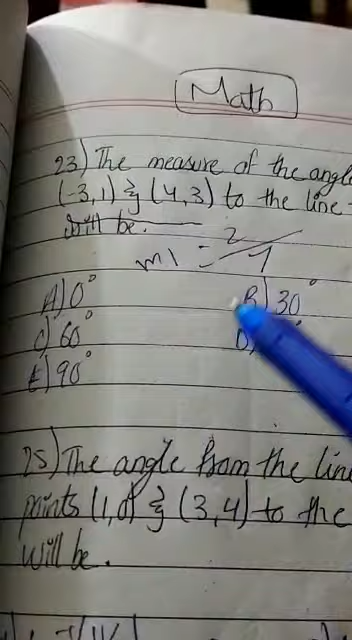 Math
23) The measure of the angle
(-3,1) & (4,3) to the line
will be.
m1 = 2/7
A) 0° B) 30°
C) 60° D)
E) 90°
25) The angle from the line
points (1,0) & (3,4) to the
will be.